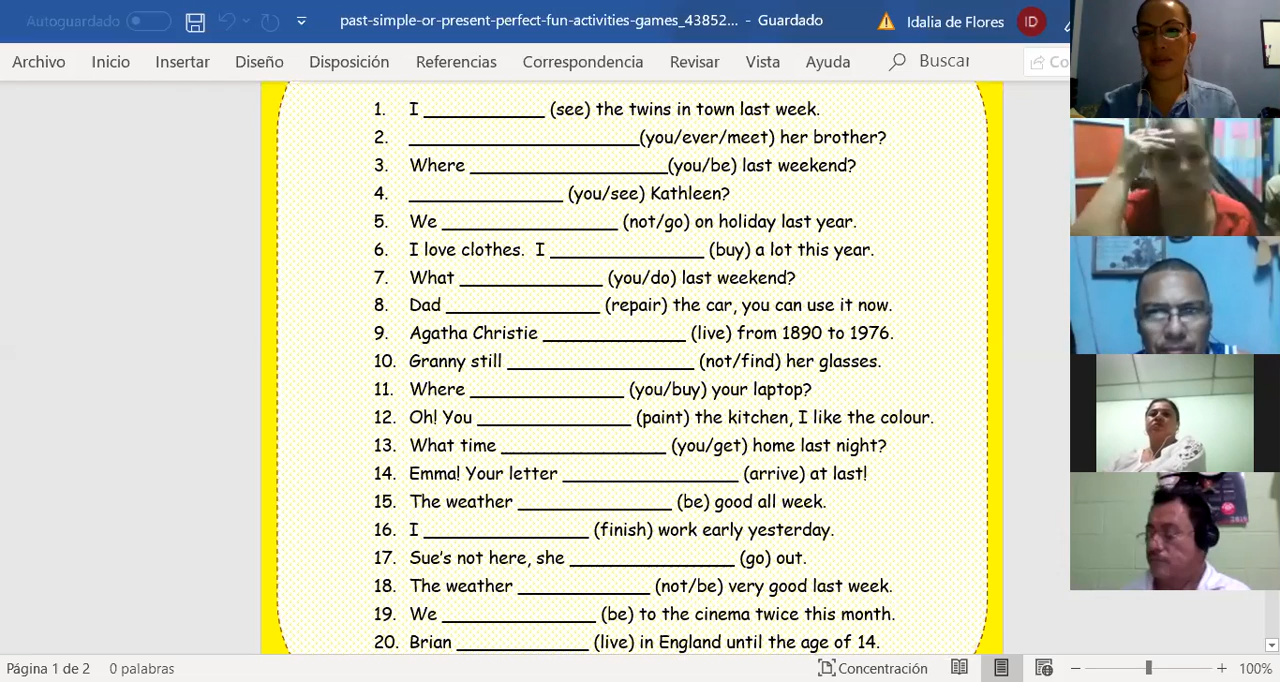 Autoguardado
past-simple-or-present-perfect-fun-activities-games_43852... - Guardado
Idalia de Flores
ID
Archivo Inicio Insertar Diseño Disposición Referencias Correspondencia Revisar Vista Ayuda Buscar Co
1. I ____________ (see) the twins in town last week.
2. _______________________(you/ever/meet) her brother?
3. Where ____________________(you/be) last weekend?
4. _______________ (you/see) Kathleen?
5. We _________________ (not/go) on holiday last year.
6. I love clothes. I _______________ (buy) a lot this year.
7. What ______________ (you/do) last weekend?
8. Dad _______________ (repair) the car, you can use it now.
9. Agatha Christie ______________ (live) from 1890 to 1976.
10. Granny still __________________ (not/find) her glasses.
11. Where _______________ (you/buy) your laptop?
12. Oh! You _______________ (paint) the kitchen, I like the colour.
13. What time ________________ (you/get) home last night?
14. Emma! Your letter _________________ (arrive) at last!
15. The weather _______________ (be) good all week.
16. I ________________ (finish) work early yesterday.
17. Sue's not here, she ________________ (go) out.
18. The weather _____________ (not/be) very good last week.
19. We _______________ (be) to the cinema twice this month.
20. Brian _____________ (live) in England until the age of 14.
Página 1 de 2 0 palabras Concentración 100%